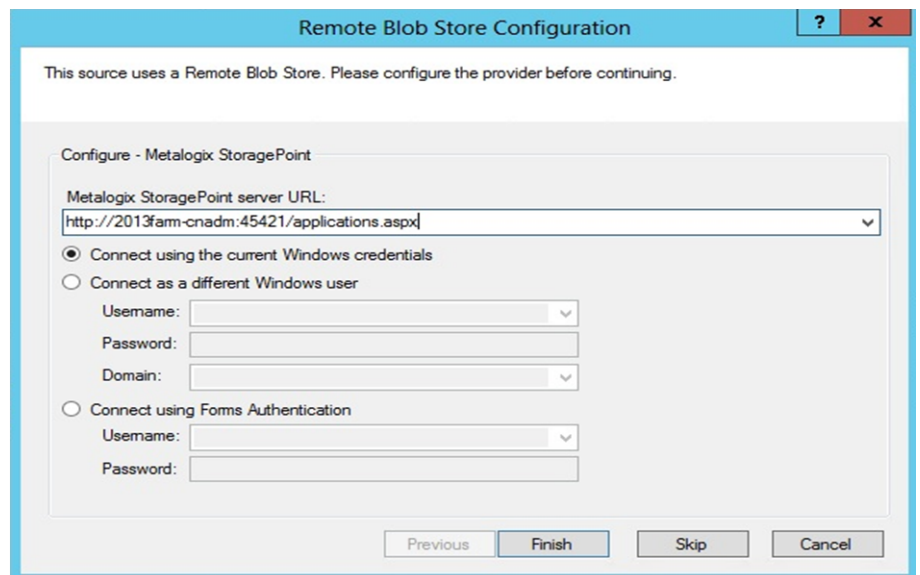 Remote Blob Store Configuration
? x
This source uses a Remote Blob Store. Please configure the provider before continuing.
Configure - Metalogix StoragePoint
Metalogix StoragePoint server URL:
http://2013farm-cnadm:45421/applications.aspx
Connect using the current Windows credentials
Connect as a different Windows user
Username:
Password:
Domain:
Connect using Forms Authentication
Username:
Password:
Previous Finish Skip Cancel